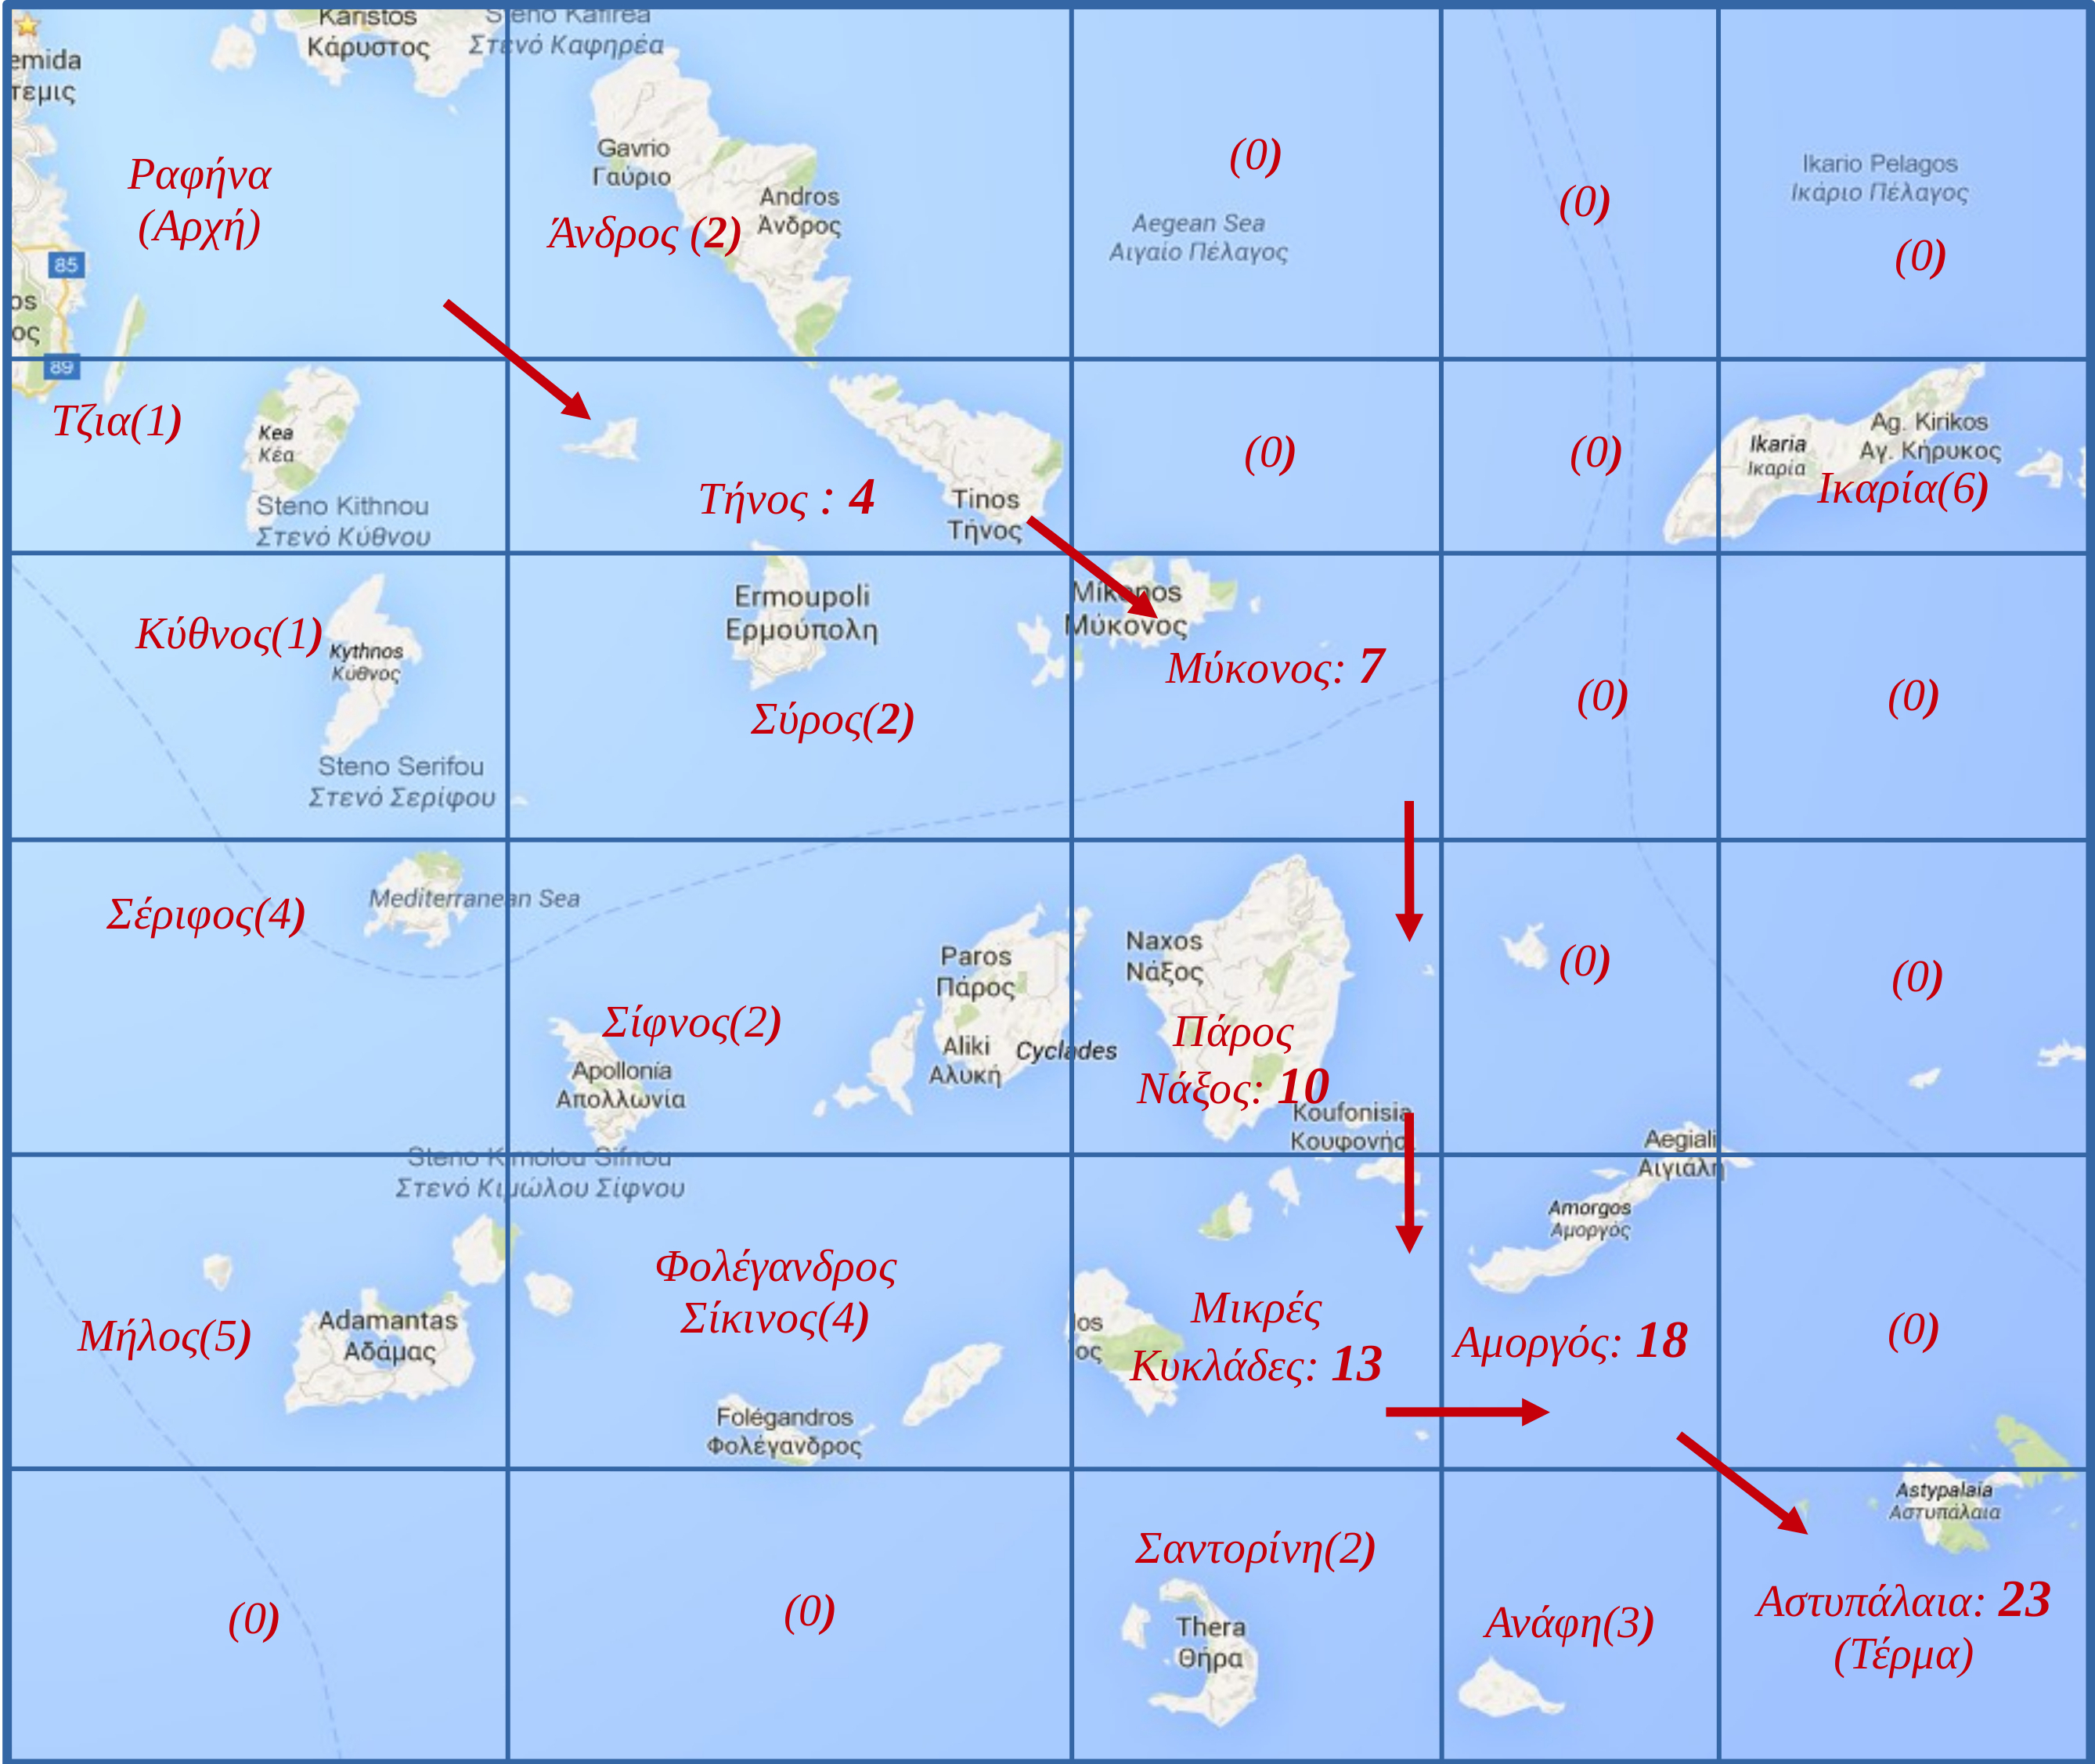 Karistos
Κάρυστος
Steno Kafirea
Στενό Καφηρέα
emida
τεμις
Ραφήνα
(Αρχή)
85
os
ος
89
Gavrio
Γαύριο
Andros
Άνδρος
Άνδρος (2)
(0)
Aegean Sea
Αιγαίο Πέλαγος
(0)
Ikario Pelagos
Ικάριο Πέλαγος
(0)
Τζια(1)
Kea
Κέα
Steno Kithnou
Στενό Κύθνου
Τήνος : 4
Tinos
Τήνος
(0)
(0)
Ikaria
Ικαρία
Ag. Kirikos
Αγ. Κήρυκος
Ικαρία(6)
Κύθνος(1)
Kythnos
Κύθνος
Steno Serifou
Στενό Σερίφου
Ermoupoli
Ερμούπολη
Σύρος(2)
Mikonos
Μύκονος
Μύκονος: 7
(0)
(0)
Σέριφος(4)
Mediterranean Sea
Σίφνος(2)
Apollonia
Απολλωνία
Paros
Πάρος
Aliki
Αλυκή
Cyclades
Naxos
Νάξος
Πάρος
Νάξος: 10
Koufonisia
Κουφονήσι
(0)
(0)
Steno Kimolou Sifnou
Στενό Κιμώλου Σίφνου
Aegiali
Αιγιάλη
Μήλος(5)
Adamantas
Αδάμας
Φολέγανδρος
Σίκινος(4)
Folégandros
Φολέγανδρος
Ios
ος
Μικρές
Κυκλάδες: 13
Amorgos
Αμοργός
Αμοργός: 18
(0)
(0)
(0)
Σαντορίνη(2)
Thera
Θήρα
Ανάφη(3)
Astypalaia
Αστυπάλαια
Αστυπάλαια: 23
(Τέρμα)